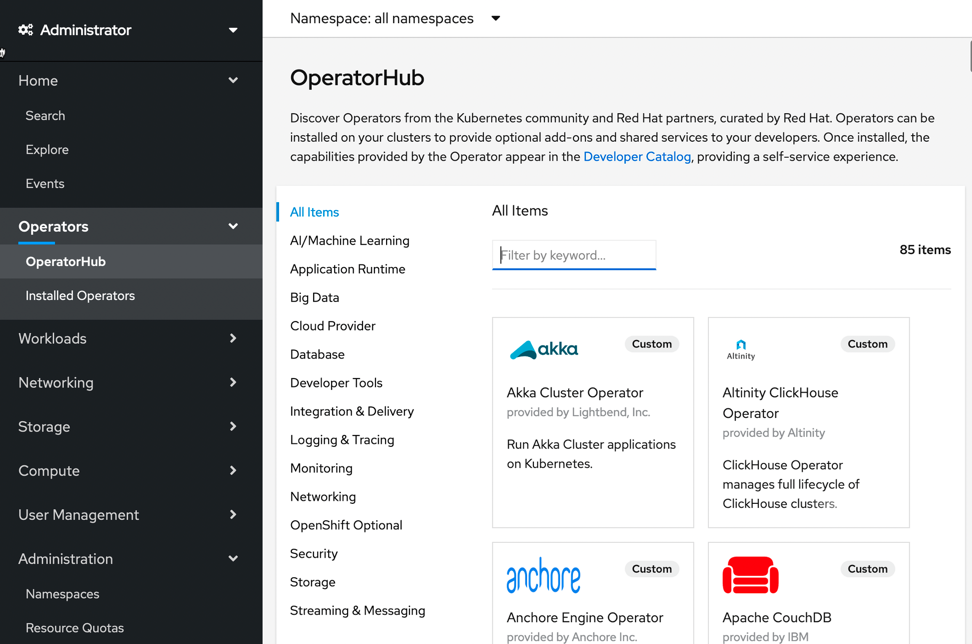 Administrator
Home
Search
Explore
Events
Operators
OperatorHub
Installed Operators
Workloads
Networking
Storage
Compute
User Management
Administration
Namespaces
Resource Quotas
Namespace: all namespaces
OperatorHub
Discover Operators from the Kubernetes community and Red Hat partners, curated by Red Hat. Operators can be
installed on your clusters to provide optional add-ons and shared services to your developers. Once installed, the
capabilities provided by the Operator appear in the Developer Catalog, providing a self-service experience.
All Items
AI/Machine Learning
Application Runtime
Big Data
Cloud Provider
Database
Developer Tools
Integration & Delivery
Logging & Tracing
Monitoring
Networking
OpenShift Optional
Security
Storage
Streaming & Messaging
All Items
Filter by keyword...
85 items
akka
Custom
Akka Cluster Operator
provided by Lightbend, Inc.
Run Akka Cluster applications
on Kubernetes.
Altinity
Custom
Altinity ClickHouse
Operator
provided by Altinity
ClickHouse Operator
manages full lifecycle of
ClickHouse clusters.
anchore
Custom
Anchore Engine Operator
provided by Anchore Inc.
Custom
Apache CouchDB
provided by IBM